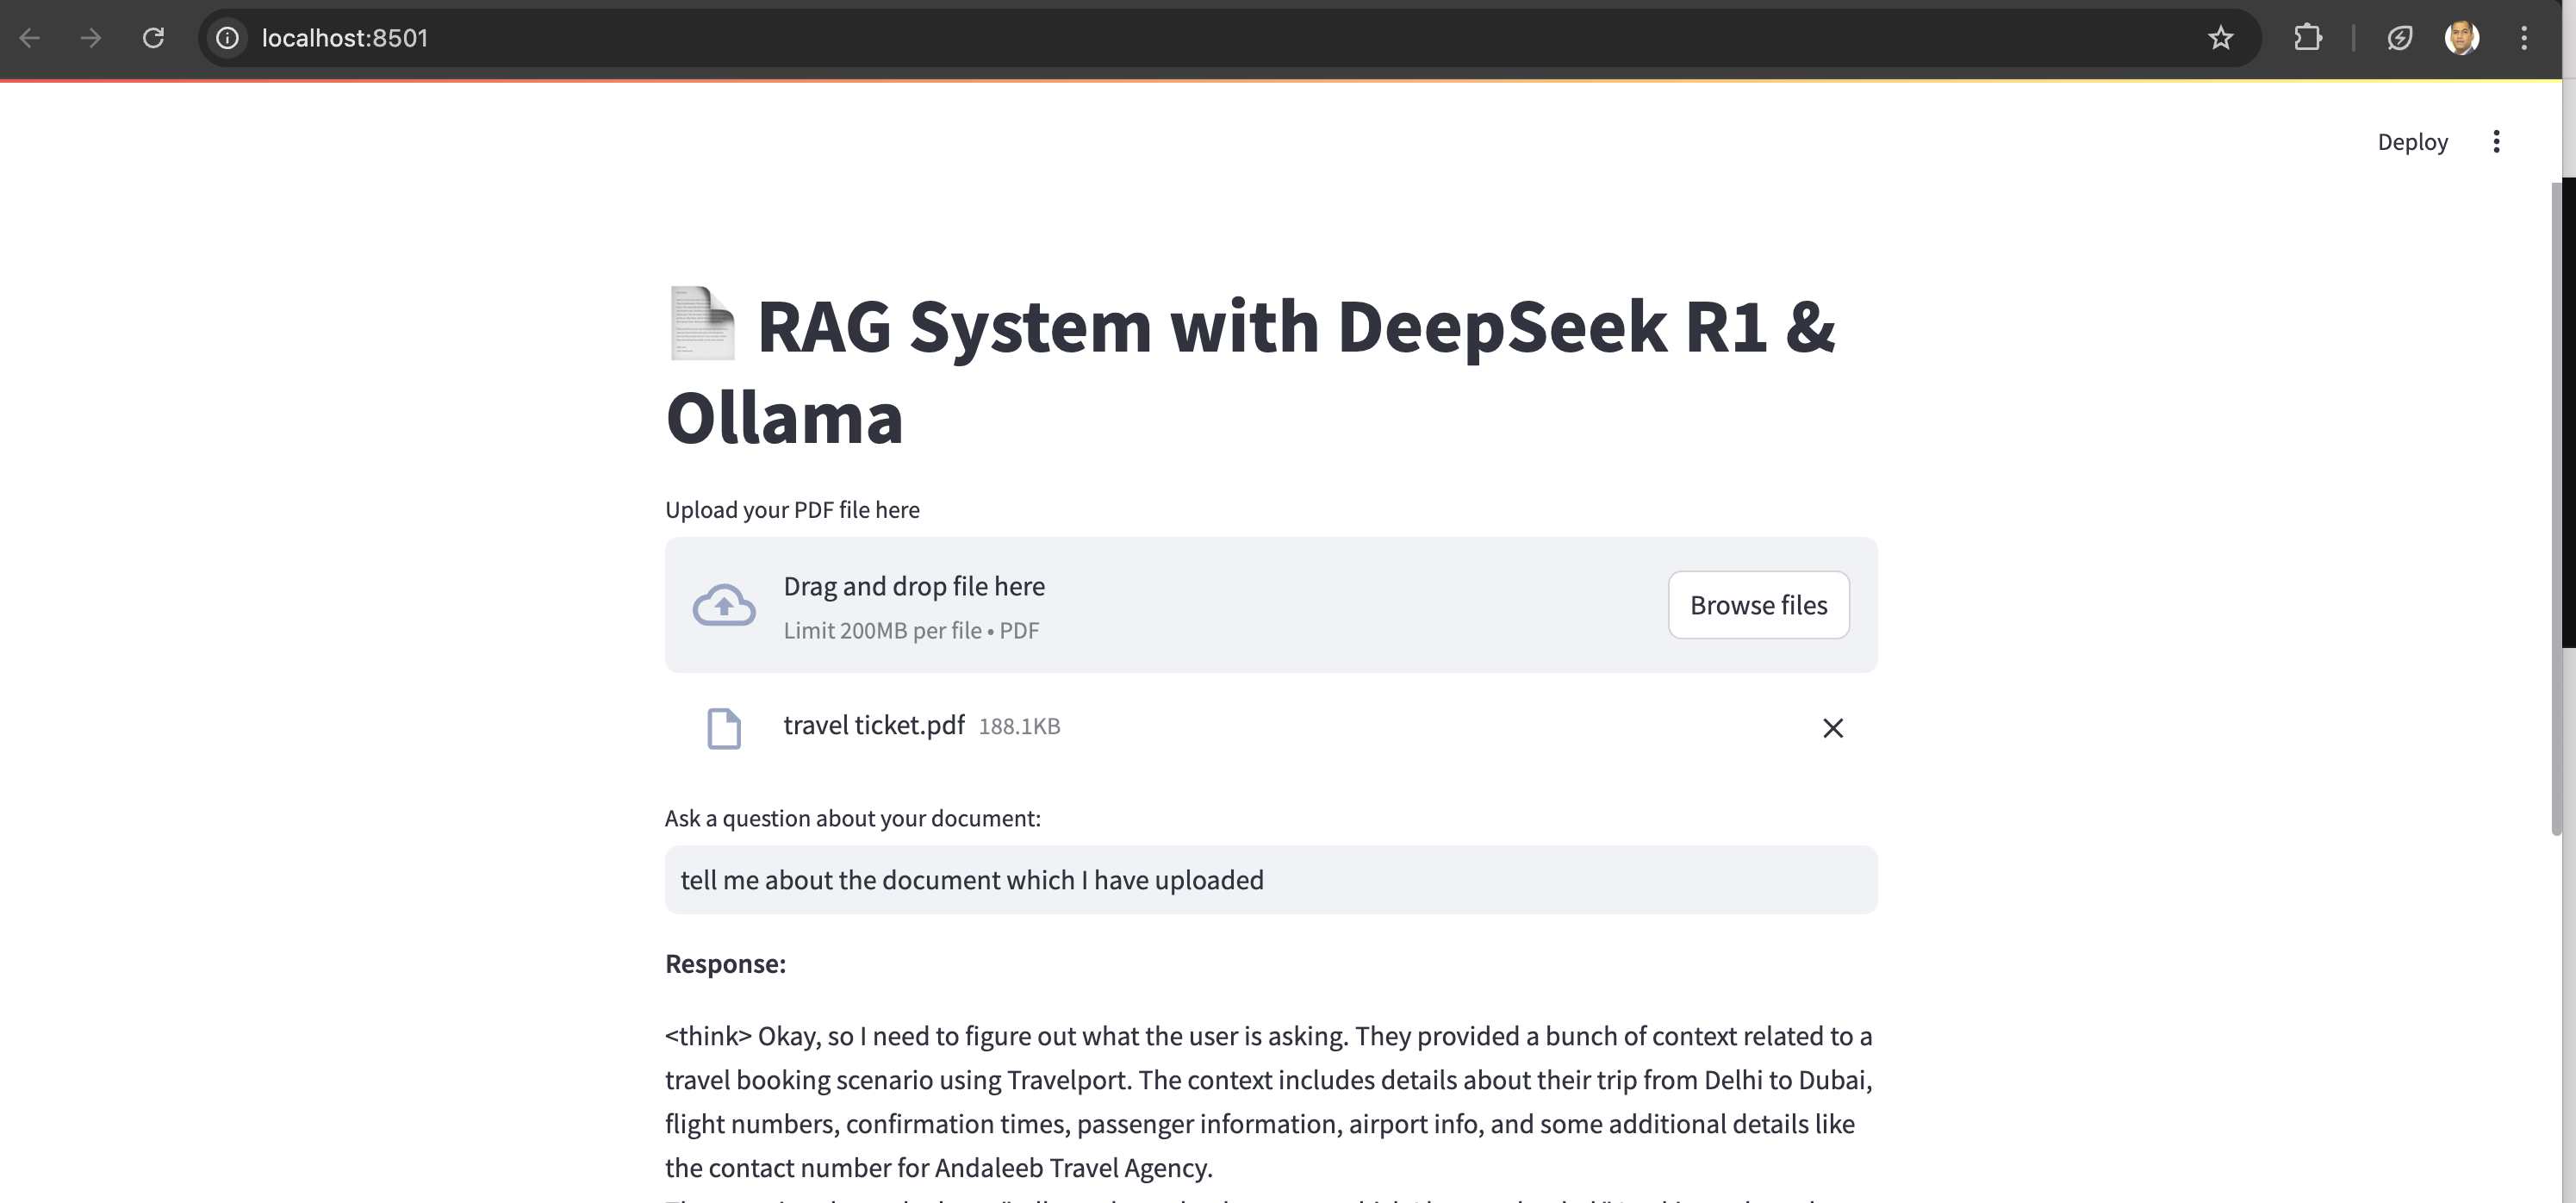 localhost:8501
Deploy
RAG System with DeepSeek R1 &
Ollama
Upload your PDF file here
Drag and drop file here
Limit 200MB per file • PDF
Browse files
travel ticket.pdf 188.1KB
Ask a question about your document:
tell me about the document which I have uploaded
Response:
<think> Okay, so I need to figure out what the user is asking. They provided a bunch of context related to a
travel booking scenario using Travelport. The context includes details about their trip from Delhi to Dubai,
flight numbers, confirmation times, passenger information, airport info, and some additional details like
the contact number for Andaleeb Travel Agency.